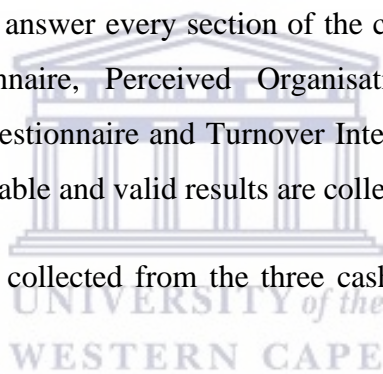 answer every section of the c
nnaire, Perceived Organisati
estionnaire and Turnover Inte
able and valid results are colle
collected from the three cash
UNIVERSITY of the
WESTERN CAPE